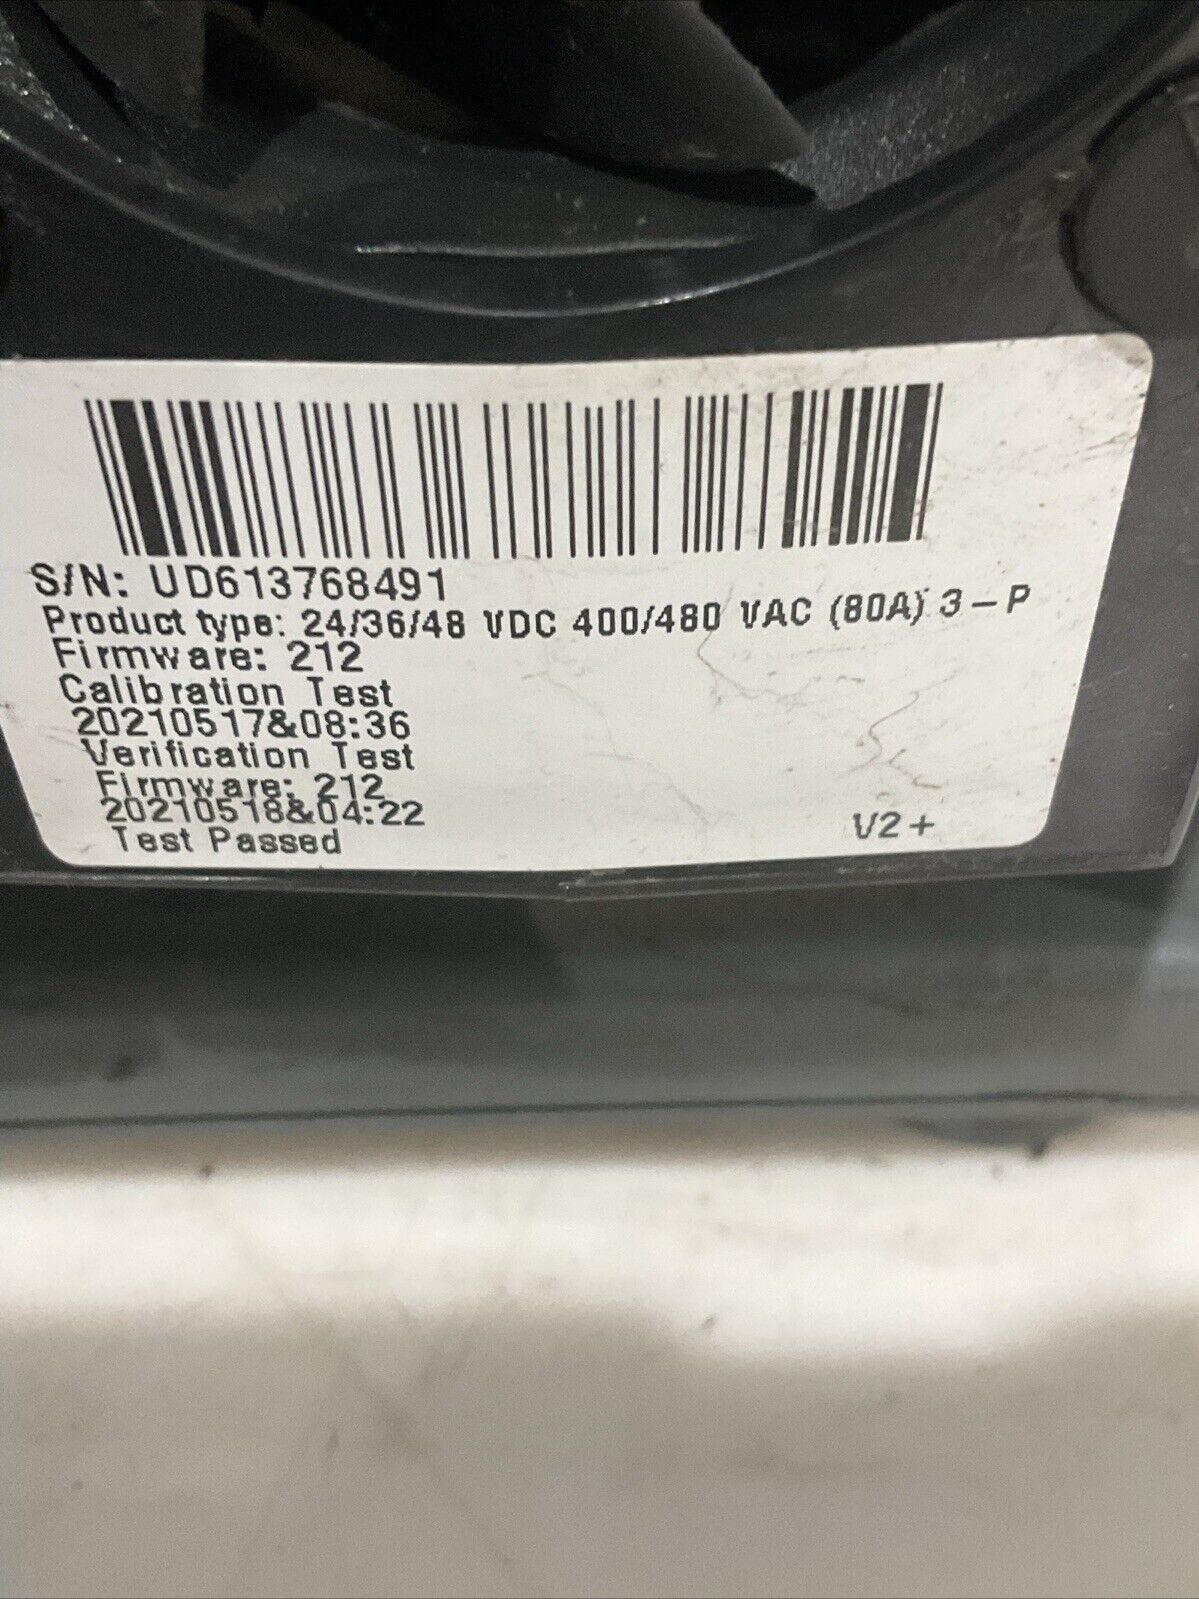 S/N: UD613768491
Product type: 24/36/48 VDC 400/480 VAC (80A) 3-P
Firmware: 212
Calibration Test
20210517&08:36
Verification Test
Firmware: 212
20210518&04:22
Test Passed
V2+